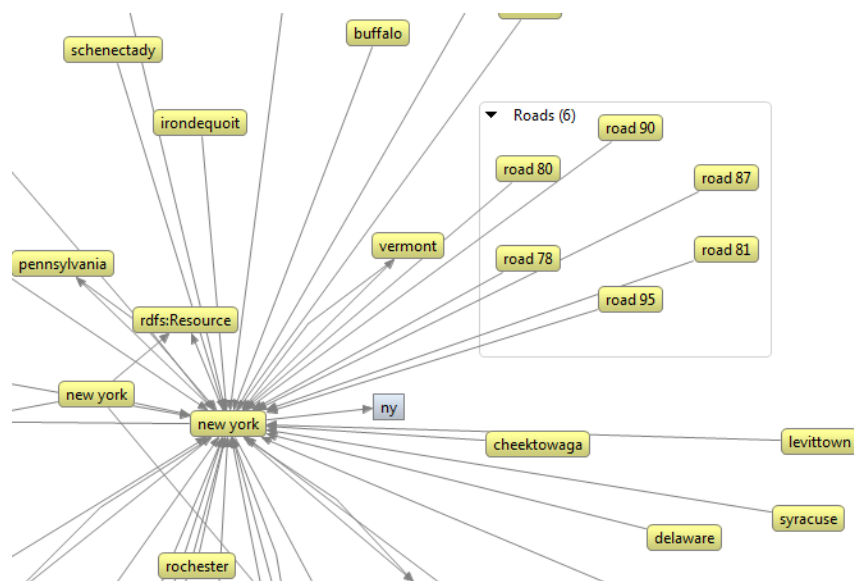 schenectady
buffalo
irondequoit
Roads (6)
road 90
road 80
road 87
vermont
road 81
pennsylvania
road 78
road 95
rdfs:Resource
new york
ny
new york
cheektowaga
levittown
syracuse
delaware
rochester